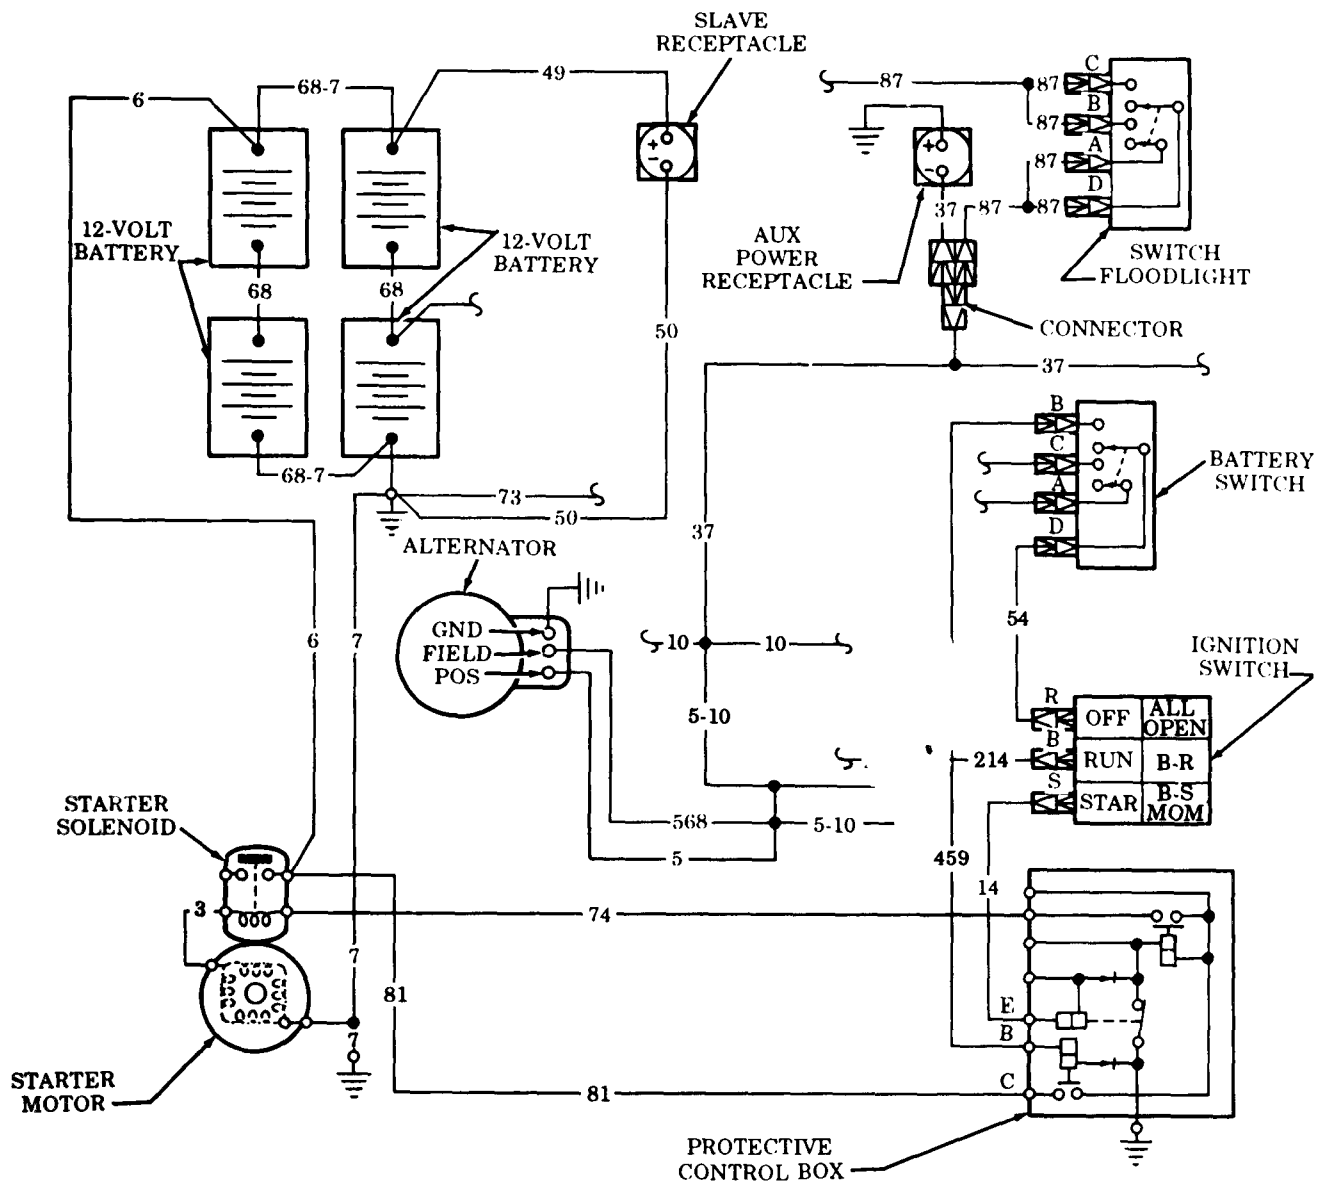 SLAVE
RECEPTACLE
49
68-7
6
87
C
87
B
87
A
87
D
87
87
37
+
-
+
-
12-VOLT
BATTERY
12-VOLT
BATTERY
68
68
AUX
POWER
RECEPTACLE
SWITCH
FLOODLIGHT
CONNECTOR
50
37
68-7
73
50
B
C
A
D
BATTERY
SWITCH
ALTERNATOR
GND
FIELD
POS
37
6
7
10
10
54
IGNITION
SWITCH
5-10
R
OFF
ALL
OPEN
B
214
RUN
B-R
S
STAR
B-S
MOM
STARTER
SOLENOID
568
5-10
5
459
14
3
74
7
81
E
B
7
C
81
STARTER
MOTOR
PROTECTIVE
CONTROL BOX